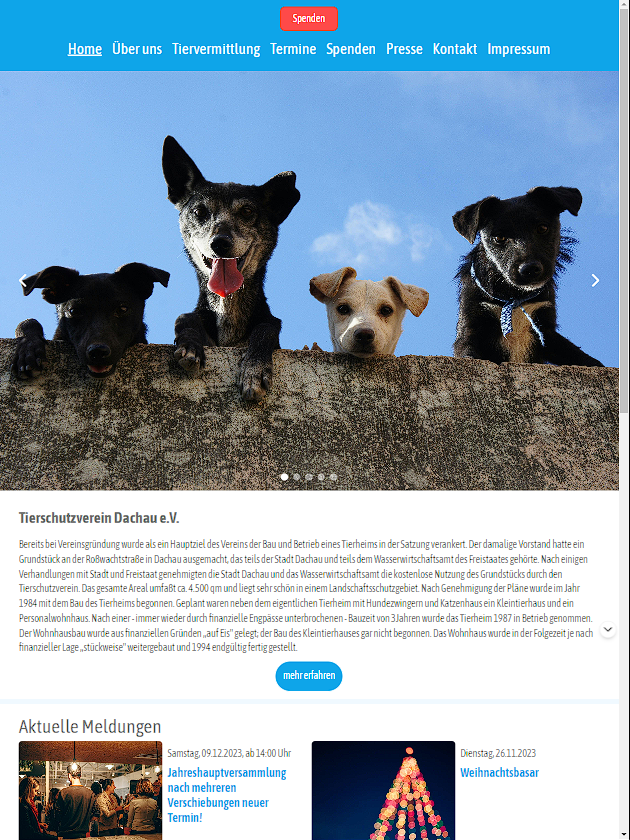 Spenden
Home Über uns Tiervermittlung Termine Spenden Presse Kontakt Impressum
Tierschutzverein Dachau e.V.
Bereits bei Vereinsgründung wurde als ein Hauptziel des Vereins der Bau und Betrieb eines Tierheims in der Satzung verankert. Der damalige Vorstand hatte ein
Grundstück an der Roßwachtstraße in Dachau ausgemacht, das teils der Stadt Dachau und teils dem Wasserwirtschaftsamt des Freistaates gehörte. Nach einigen
Verhandlungen mit Stadt und Freistaat genehmigten die Stadt Dachau und das Wasserwirtschaftsamt die kostenlose Nutzung des Grundstücks durch den
Tierschutzverein. Das gesamte Areal umfaßt ca. 4.500 qm und liegt sehr schön in einem Landschaftsschutzgebiet. Nach Genehmigung der Pläne wurde im Jahr
1984 mit dem Bau des Tierheims begonnen. Geplant waren neben dem eigentlichen Tierheim mit Hundezwingern und Katzenhaus ein Kleintierhaus und ein
Personalwohnhaus. Nach einer - immer wieder durch finanzielle Engpässe unterbrochenen - Bauzeit von 3 Jahren wurde das Tierheim 1987 in Betrieb genommen.
Der Wohnhausbau wurde aus finanziellen Gründen „auf Eis" gelegt; der Bau des Kleintierhauses gar nicht begonnen. Das Wohnhaus wurde in der Folgezeit je nach
finanzieller Lage „stückweise" weitergebaut und 1994 endgültig fertig gestellt.
mehr erfahren
Aktuelle Meldungen
Samstag, 09.12.2023, ab 14:00 Uhr
Jahreshauptversammlung
nach mehreren
Verschiebungen neuer
Termin!
Dienstag, 26.11.2023
Weihnachtsbasar